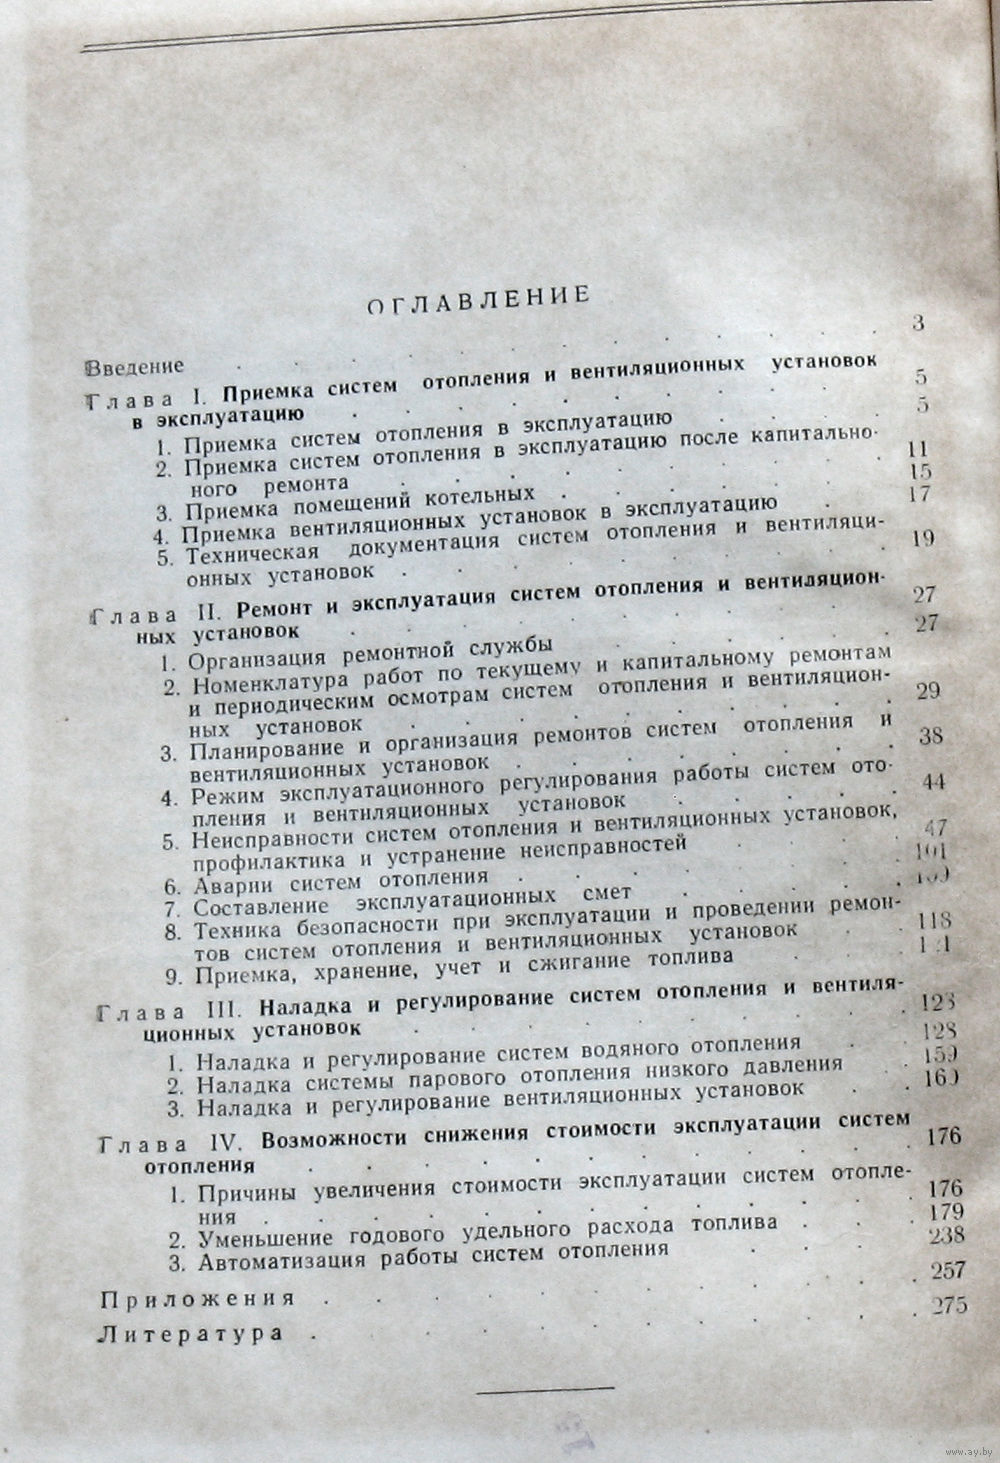 ОГЛАВЛЕНИЕ
Введение . . . . . . . . . . . 3
Глава I. Приемка систем отопления и вентиляционных установок
в эксплуатацию . . . . . . . . . 5
1. Приемка систем отопления в эксплуатацию . . . . 5
2. Приемка систем отопления в эксплуатацию после капитально-
ного ремонта . . . . . . . . 11
3. Приемка помещений котельных . . . . . . 15
4. Приемка вентиляционных установок в эксплуатацию . 17
5. Техническая документация систем отопления и вентиляци-
онных установок . . . . . . . . . 19
Глава II. Ремонт и эксплуатация систем отопления и вентиляцион-
ных установок . . . . . . . . . 27
1. Организация ремонтной службы . . . . . 27
2. Номенклатура работ по текущему и капитальному ремонтам
и периодическим осмотрам систем отопления и вентиляцион-
ных установок . . . . . . . . . 29
3. Планирование и организация ремонтов систем отопления и
вентиляционных установок . . . . . . . 38
4. Режим эксплуатационного регулирования работы систем ото-
пления и вентиляционных установок . . . . . 44
5. Неисправности систем отопления и вентиляционных установок,
профилактика и устранение неисправностей . . . . 47
6. Аварии систем отопления . . . . . . . 101
7. Составление эксплуатационных смет . . . . .
8. Техника безопасности при эксплуатации и проведении ремон-
тов систем отопления и вентиляционных установок . . 118
9. Приемка, хранение, учет и сжигание топлива . . .
Глава III. Наладка и регулирование систем отопления и вентиля-
ционных установок . . . . . . . . . 128
1. Наладка и регулирование систем водяного отопления . . 128
2. Наладка системы парового отопления низкого давления . . 159
3. Наладка и регулирование вентиляционных установок . . 160
Глава IV. Возможности снижения стоимости эксплуатации систем
отопления . . . . . . . . . . . 176
1. Причины увеличения стоимости эксплуатации систем отопле-
ния . . . . . . . . . . . . 176
2. Уменьшение годового удельного расхода топлива . . . 179
3. Автоматизация работы систем отопления . . . . 238
Приложения . . . . . . . . . . . 257
Литература . . . . . . . . . . . 275
www.ay.by